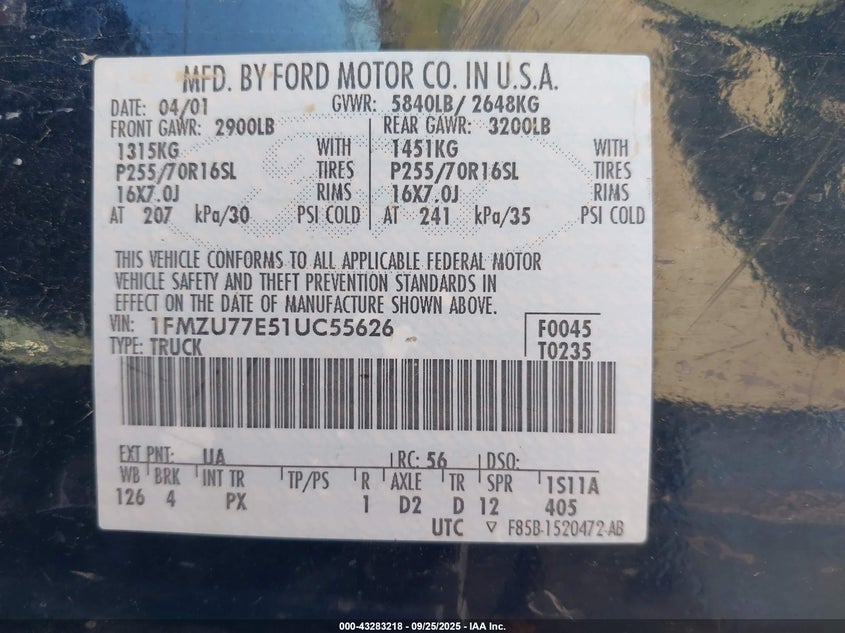 MFD. BY FORD MOTOR CO. IN U.S.A.
DATE: 04/01 GVWR: 5840LB/ 2648KG
FRONT GAWR: 2900LB REAR GAWR: 3200LB
1315KG WITH 1451KG WITH
P255/70R16SL TIRES P255/70R16SL TIRES
16X7.0J RIMS 16X7.0J RIMS
AT 207 kPa/30 PSI COLD AT 241 kPa/35 PSI COLD
THIS VEHICLE CONFORMS TO ALL APPLICABLE FEDERAL MOTOR
VEHICLE SAFETY AND THEFT PREVENTION STANDARDS IN
EFFECT ON THE DATE OF MANUFACTURE SHOWN ABOVE.
VIN: 1FMZU77E51UC55626 F0045
TYPE: TRUCK T0235
EXT PNT: UA RC: 56 DSO:
WB BRK INT TR TP/PS R AXLE TR SPR 1S11A
126 4 PX 1 D2 D 12 405
UTC ▽ F85B-1520472-AB
000-43283218 - 09/25/2025 - IAA Inc.